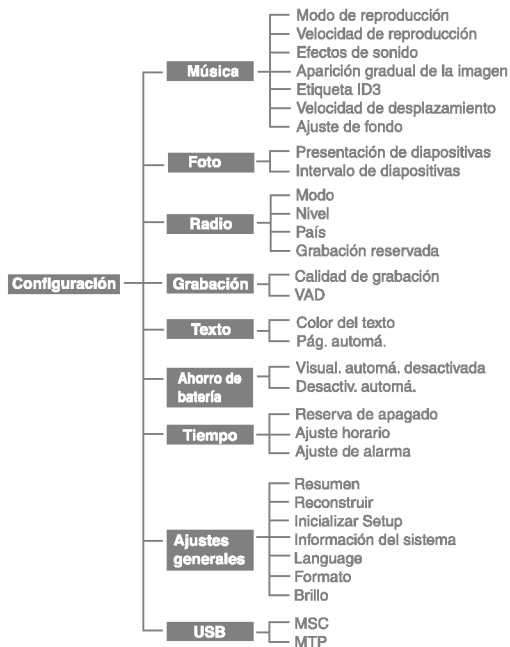 Configuración
Música
Modo de reproducción
Velocidad de reproducción
Efectos de sonido
Aparición gradual de la imagen
Etiqueta ID3
Velocidad de desplazamiento
Ajuste de fondo
Foto
Presentación de diapositivas
Intervalo de diapositivas
Radio
Modo
Nivel
País
Grabación reservada
Grabación
Calidad de grabación
VAD
Texto
Color del texto
Pág. automá.
Ahorro de
batería
Visual. automá. desactivada
Desactiv. automá.
Tiempo
Reserva de apagado
Ajuste horario
Ajuste de alarma
Ajustes
generales
Resumen
Reconstruir
Inicializar Setup
Información del sistema
Language
Formato
Brillo
USB
MSC
MTP